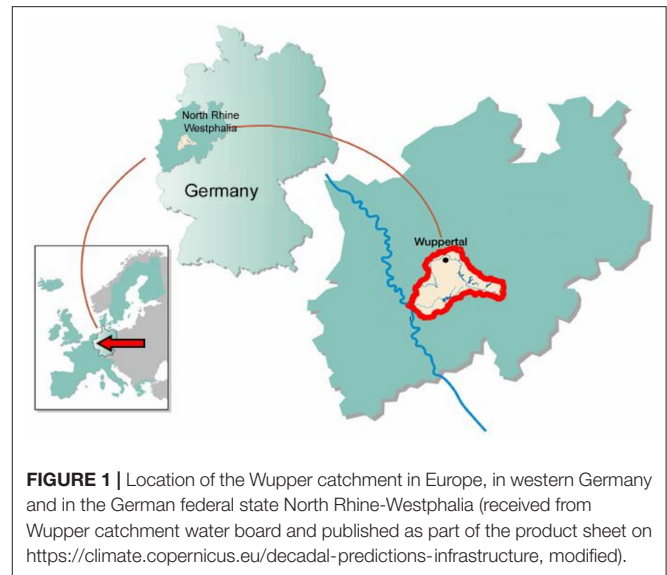 North Rhine
Westphalia
Germany
Wuppertal
FIGURE 1 | Location of the Wupper catchment in Europe, in western Germany
and in the German federal state North Rhine-Westphalia (received from
Wupper catchment water board and published as part of the product sheet on
https://climate.copernicus.eu/decadal-predictions-infrastructure, modified).